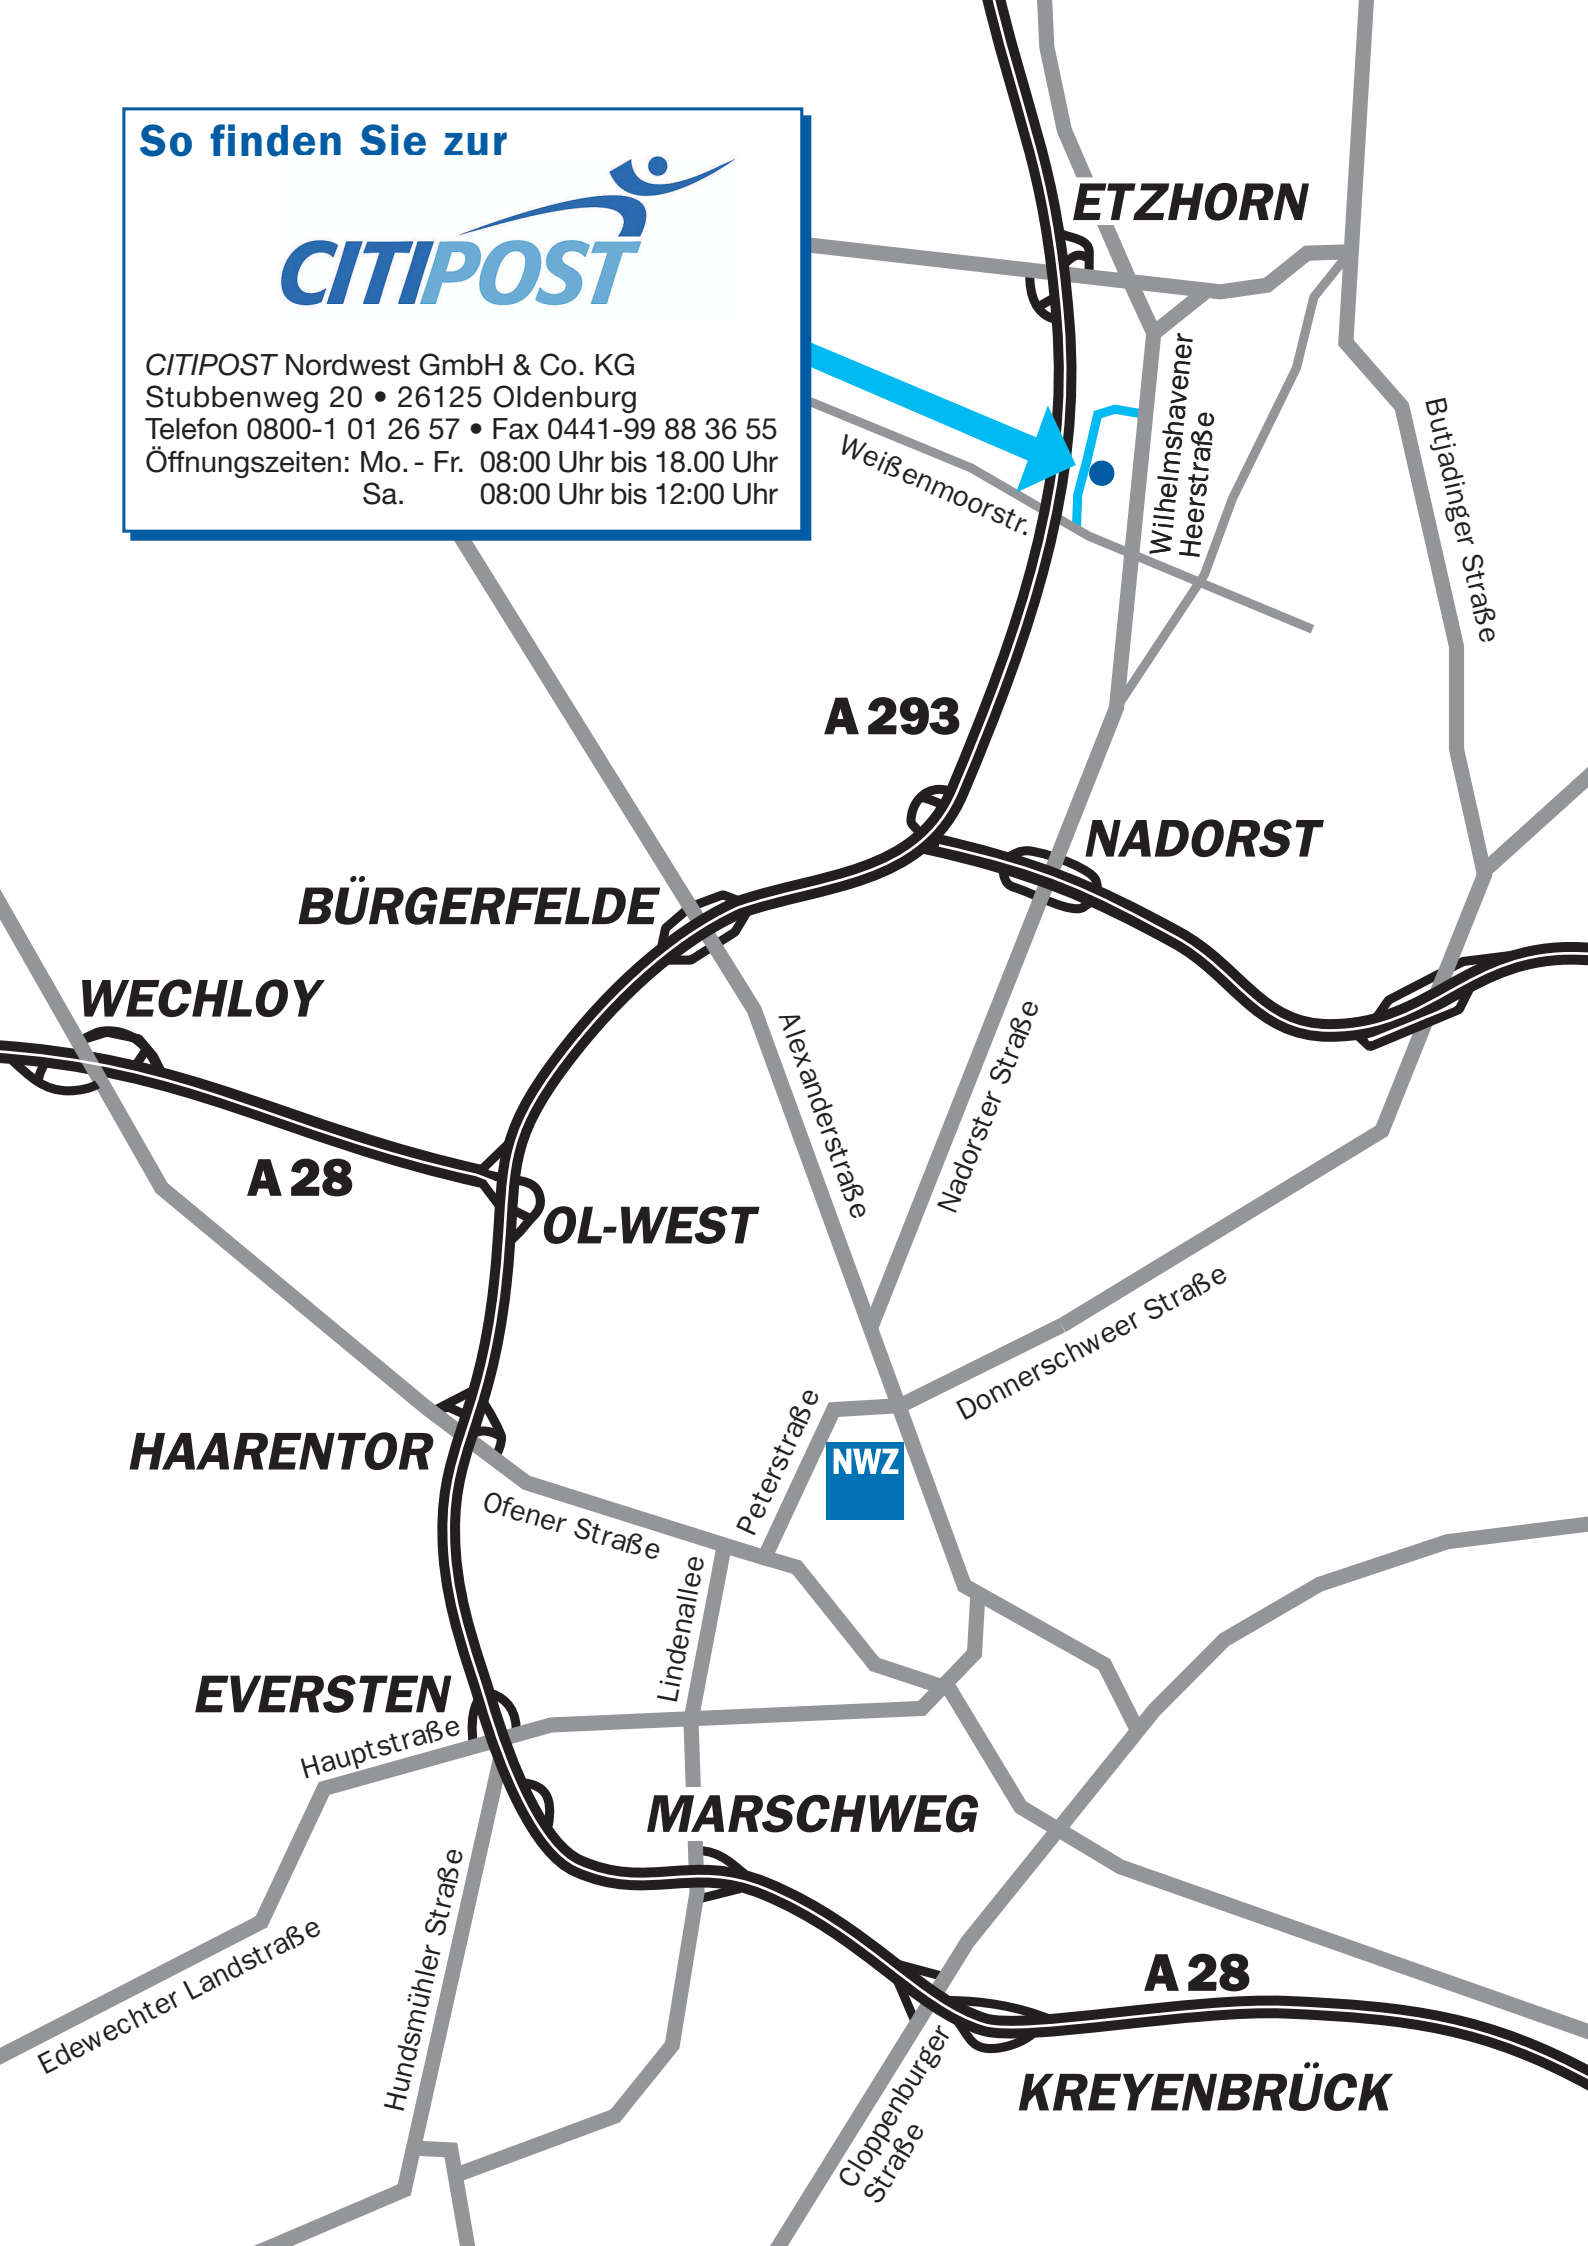 So finden Sie zur
CITIPOST
CITIPOST Nordwest GmbH & Co. KG
Stubbenweg 20 • 26125 Oldenburg
Telefon 0800-1 01 26 57 • Fax 0441-99 88 36 55
Öffnungszeiten: Mo. - Fr. 08:00 Uhr bis 18.00 Uhr
Sa. 08:00 Uhr bis 12:00 Uhr
ETZHORN
Wilhelmshavener
Heerstraße
Butjadinger Straße
Weißenmoorstr.
A 293
NADORST
BÜRGERFELDE
WECHLOY
A 28
OL-WEST
Alexanderstraße
Nadorster Straße
Donnerschweer Straße
HAARENTOR
Peterstraße
NWZ
Ofener Straße
Lindenallee
EVERSTEN
Hauptstraße
MARSCHWEG
Hundsmühler Straße
Edewechter Landstraße
A 28
Cloppenburger
Straße
KREYENBRÜCK